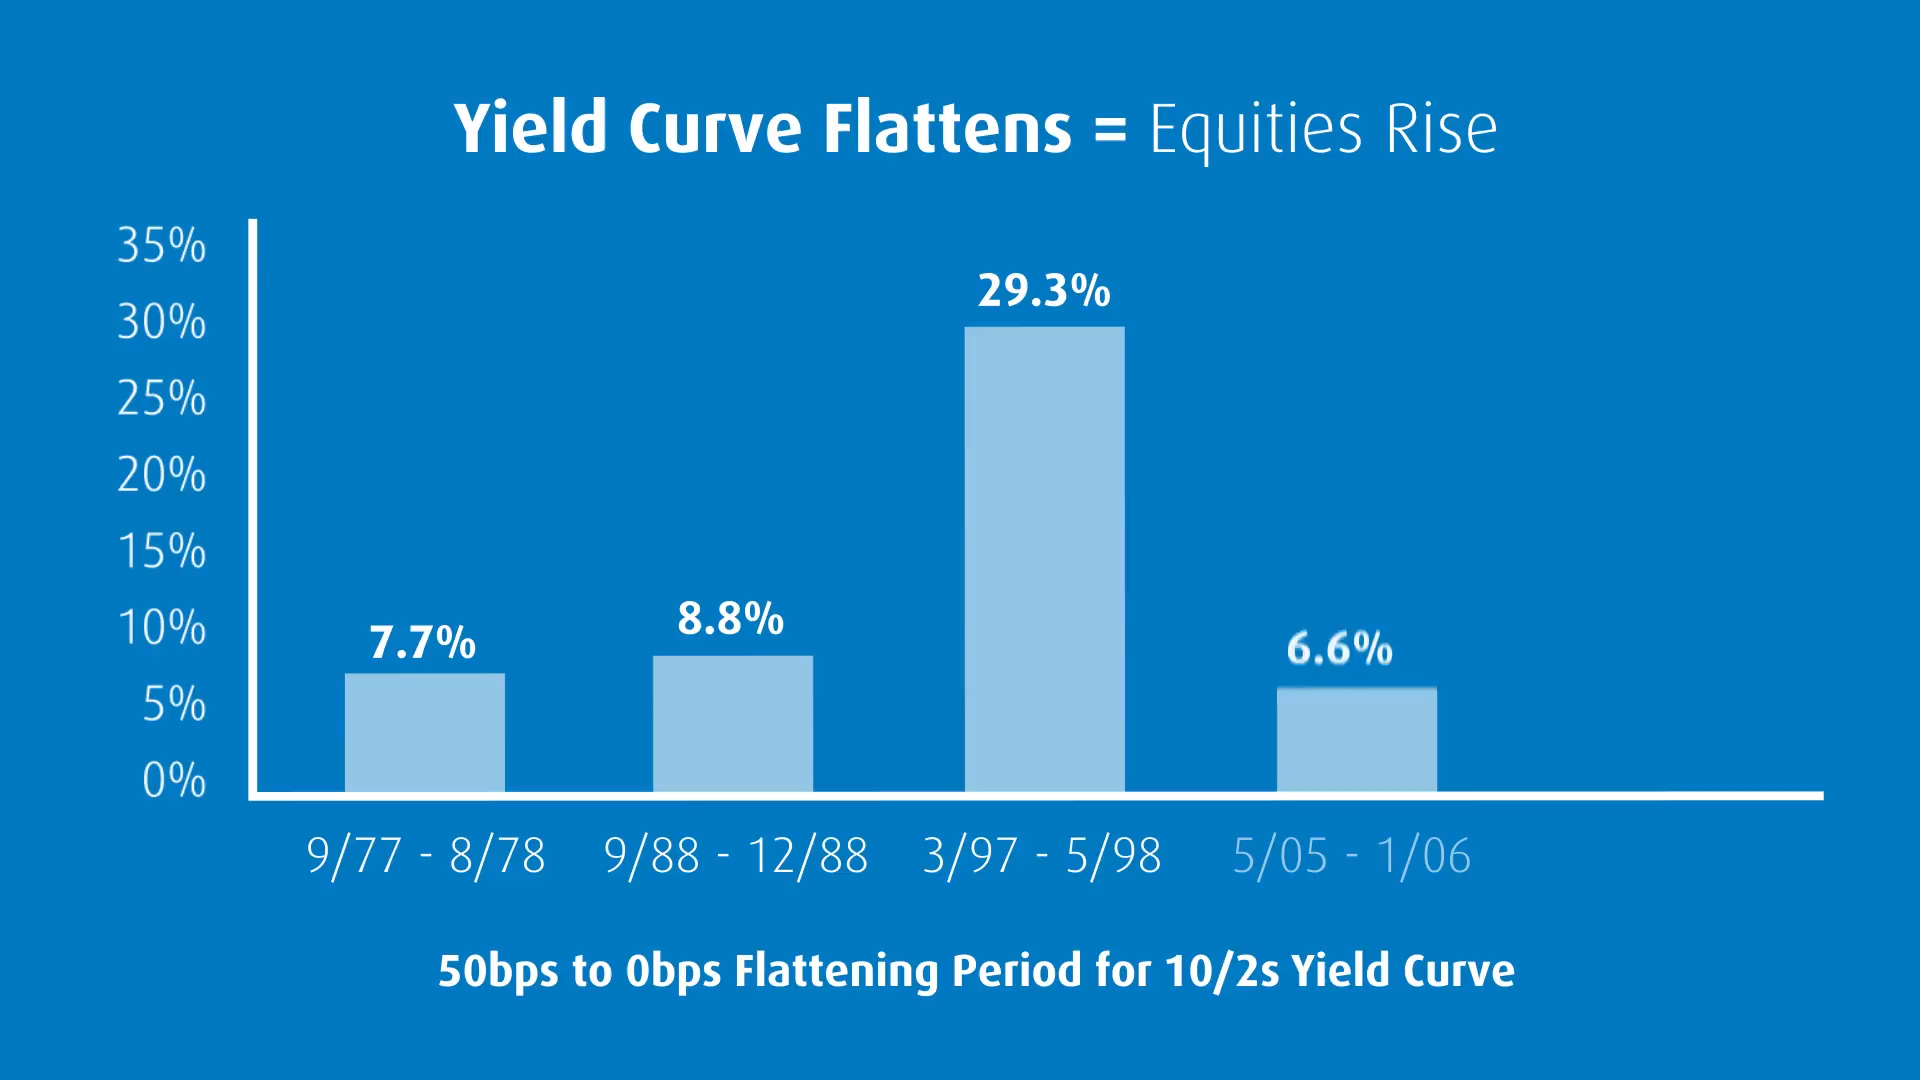 Yield Curve Flattens = Equities Rise
35%
30%
25%
20%
15%
10%
5%
0%
7.7%
8.8%
29.3%
6.6%
9/77 - 8/78
9/88 - 12/88
3/97 - 5/98
5/05 - 1/06
50bps to 0bps Flattening Period for 10/2s Yield Curve